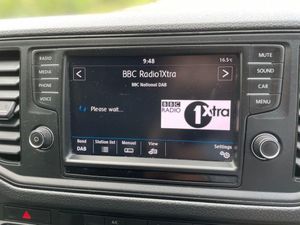 9:48
16.5°C
BBC Radio1Xtra
BBC National DAB
RADIO
MEDIA
PHONE
VOICE
Please wait...
BBC
RADIO
1Xtra
MUTE
SOUND
CAR
MENU
Band
DAB
Station list
Manual
View
Settings